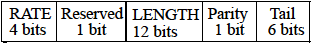 RATE Reserved LENGTH Parity Tail
4 bits 1 bit 12 bits 1 bit 6 bits